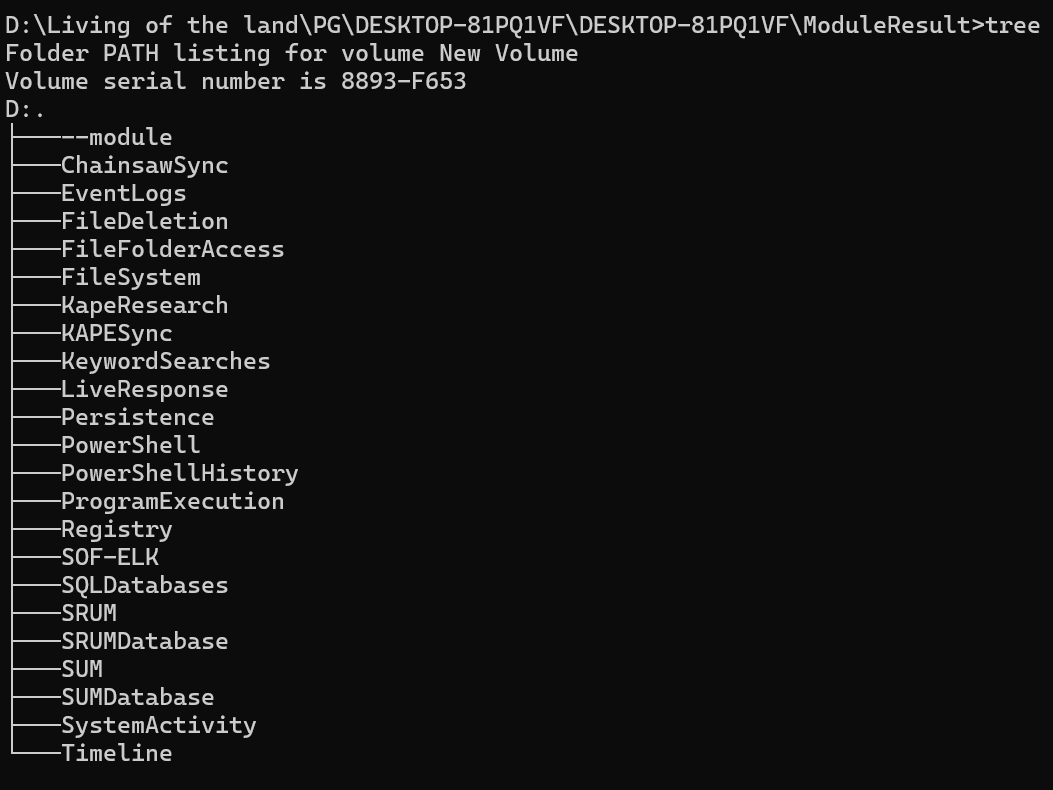 D:\Living of the land\PG\DESKTOP-81PQ1VF\DESKTOP-81PQ1VF\ModuleResult>tree
Folder PATH listing for volume New Volume
Volume serial number is 8893-F653
D:.
├───--module
├───ChainsawSync
├───EventLogs
├───FileDeletion
├───FileFolderAccess
├───FileSystem
├───KapeResearch
├───KAPESync
├───KeywordSearches
├───LiveResponse
├───Persistence
├───PowerShell
├───PowerShellHistory
├───ProgramExecution
├───Registry
├───SOF-ELK
├───SQLDatabases
├───SRUM
├───SRUMDatabase
├───SUM
├───SUMDatabase
├───SystemActivity
└───Timeline